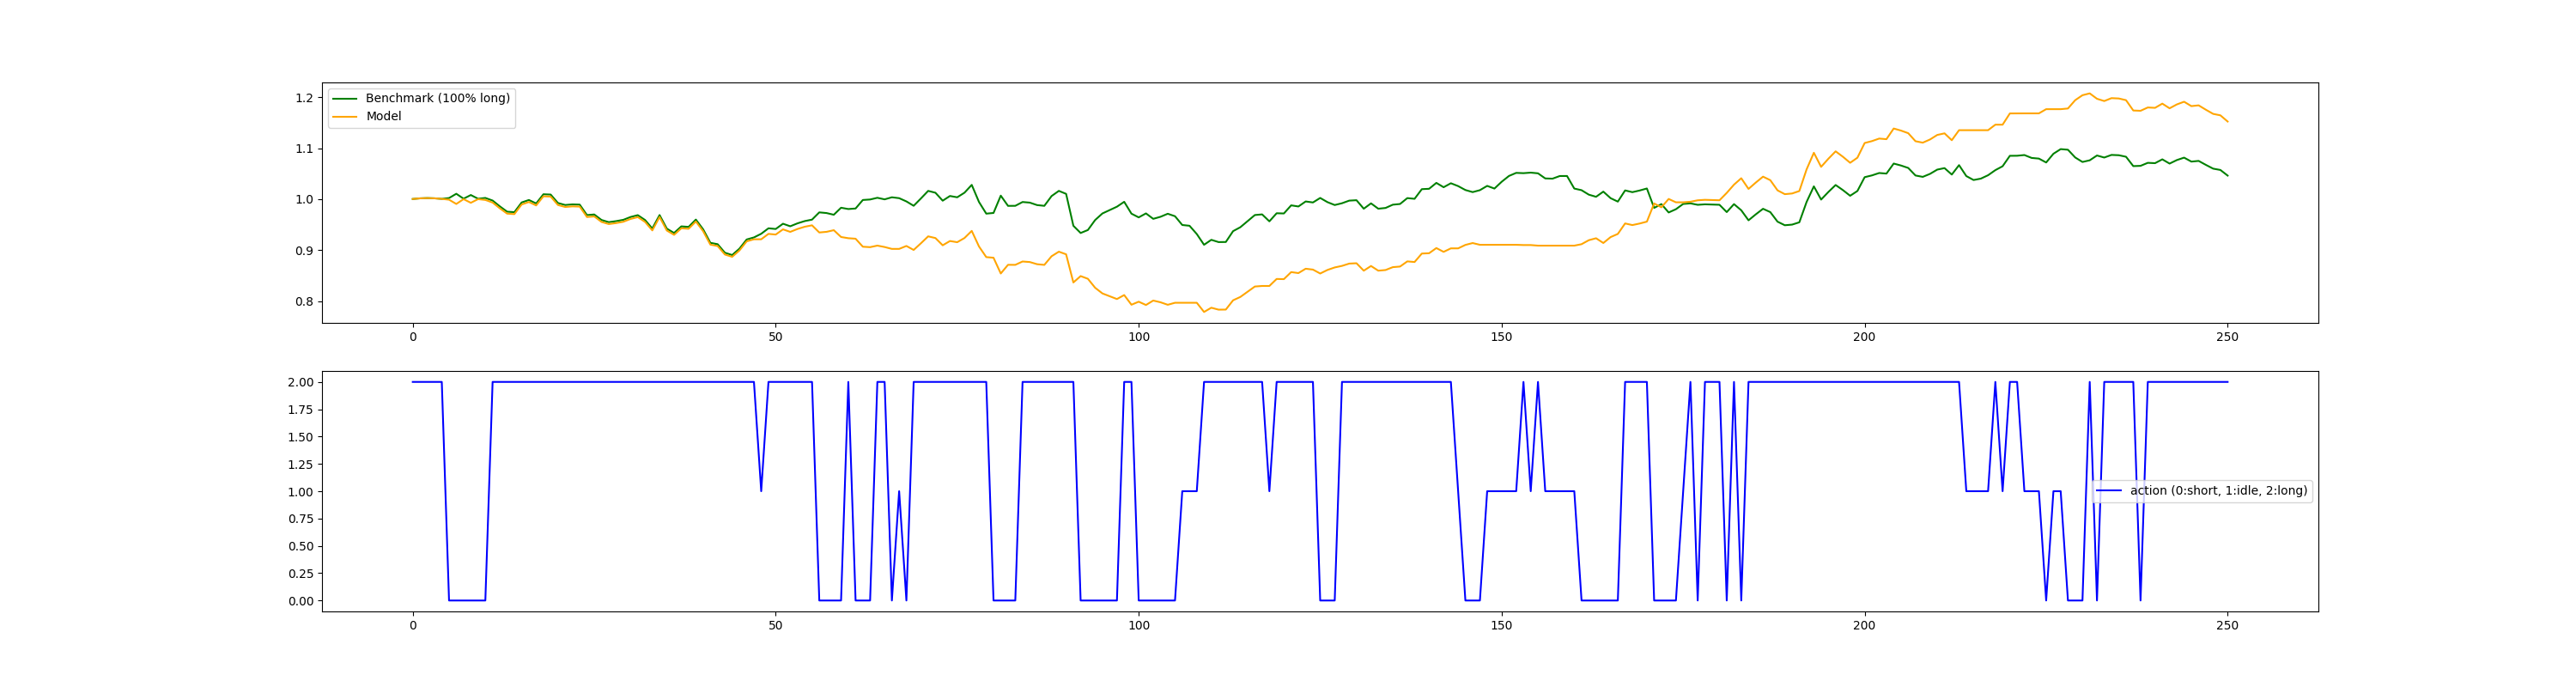 1.2
1.1
1.0
0.9
0.8
Benchmark (100% long)
Model
0 50 100 150 200 250
2.00
1.75
1.50
1.25
1.00
0.75
0.50
0.25
0.00
action (0:short, 1:idle, 2:long)
0 50 100 150 200 250